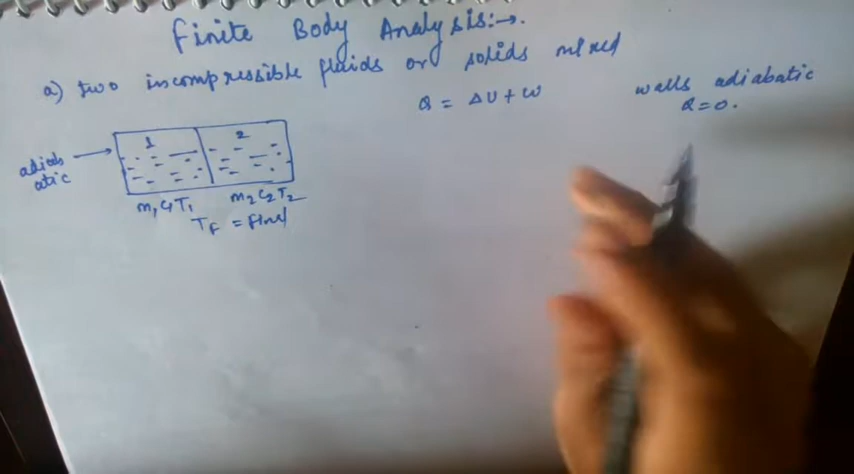 Finite Body Analysis:→.
a) two incompressible fluids or solids mixed
Q = ΔU + W
walls adiabatic
Q = 0.
adiab
atic
1 2
m₁ C₁ T₁ m₂ C₂ T₂
T_F = Final